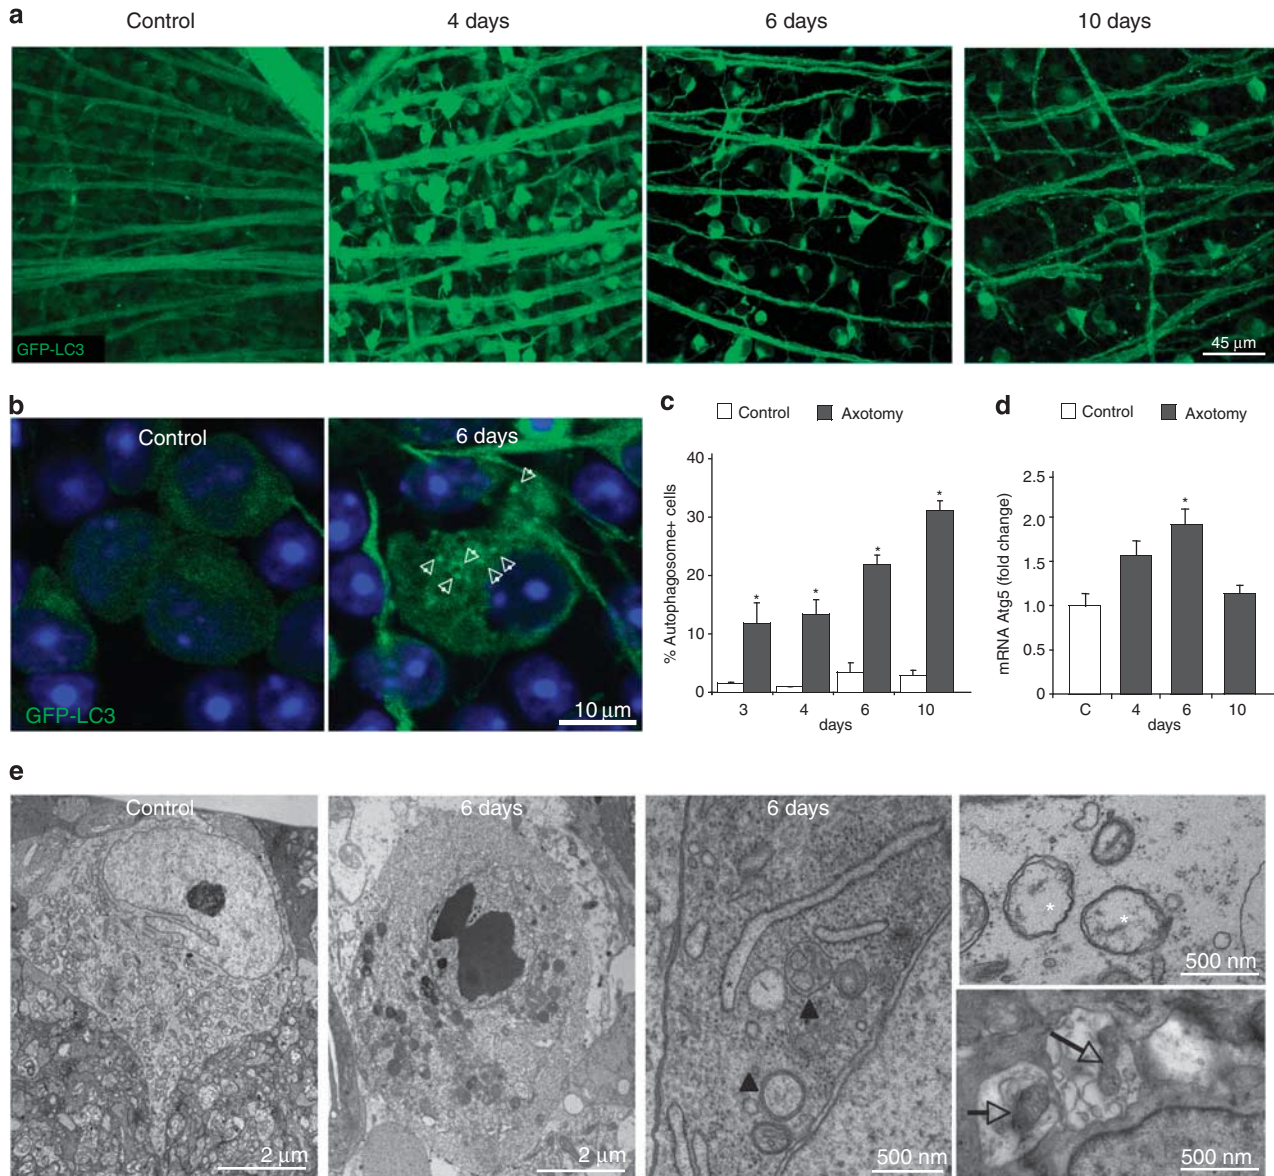 a
Control
4 days
6 days
10 days
GFP-LC3
45 µm
b
Control
6 days
GFP-LC3
10 µm
c
Control
Axotomy
% Autophagosome+ cells
40
30
20
10
0
*
*
*
*
3
4
6
10
days
d
Control
Axotomy
mRNA Atg5 (fold change)
2.5
2.0
1.5
1.0
0.5
0
*
C
4
6
10
days
e
Control
6 days
6 days
2 µm
2 µm
*
500 nm
*
*
500 nm
500 nm